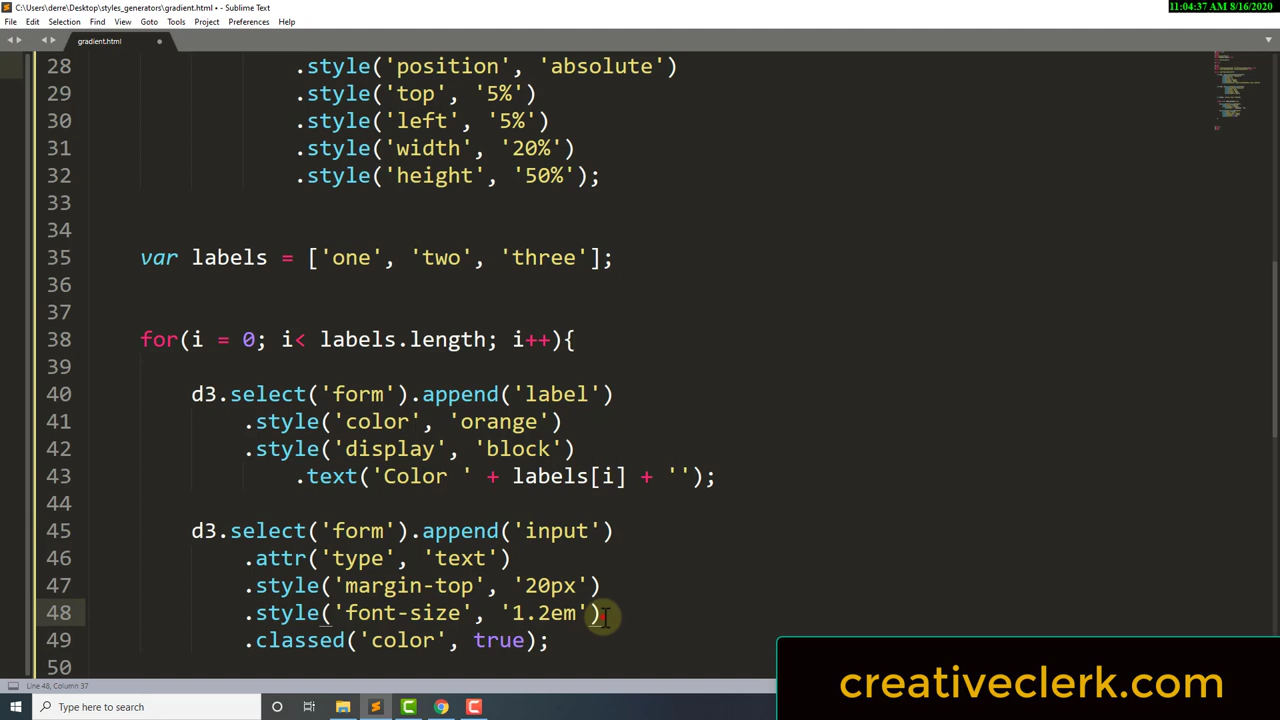 C:\Users\derre\Desktop\styles_generators\gradient.html • - Sublime Text
11:04:37 AM 8/16/2020
File Edit Selection Find View Goto Tools Project Preferences Help
gradient.html
28 .style('position', 'absolute')
29 .style('top', '5%')
30 .style('left', '5%')
31 .style('width', '20%')
32 .style('height', '50%');
33
34
35 var labels = ['one', 'two', 'three'];
36
37
38 for(i = 0; i< labels.length; i++){
39
40 d3.select('form').append('label')
41 .style('color', 'orange')
42 .style('display', 'block')
43 .text('Color ' + labels[i] + '');
44
45 d3.select('form').append('input')
46 .attr('type', 'text')
47 .style('margin-top', '20px')
48 .style('font-size', '1.2em')
49 .classed('color', true);
50
creativeclerk.com
Line 48, Column 37
Type here to search